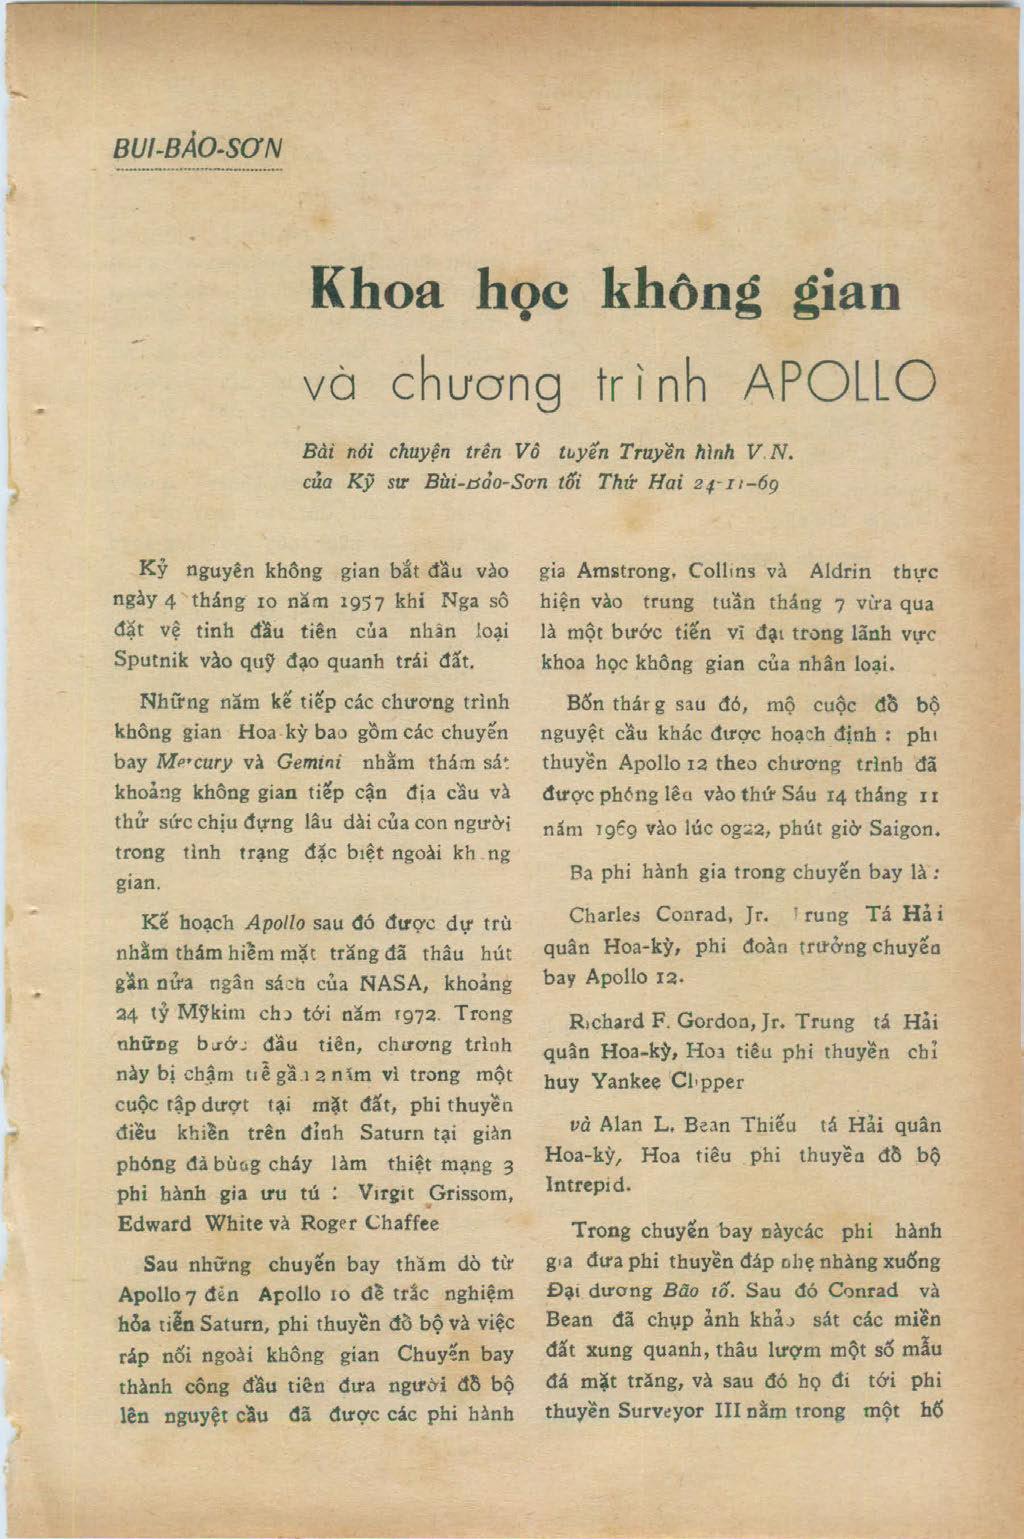 BUI-BẢO-SƠN
Khoa học không gian
và chương trình APOLLO
Bài nói chuyện trên Vô tuyến Truyền hình V.N.
của Kỹ sư Bùi-Bảo-Sơn tối Thứ Hai 24-11-69
Kỷ nguyên không gian bắt đầu vào
ngày 4 tháng 10 năm 1957 khi Nga sô
đặt vệ tinh đầu tiên của nhân loại
Sputnik vào quỹ đạo quanh trái đất.
Những năm kế tiếp các chương trình
không gian Hoa-kỳ bao gồm các chuyến
bay Mercury và Gemini nhằm thám sát
khoảng không gian tiếp cận địa cầu và
thử sức chịu đựng lâu dài của con người
trong tình trạng đặc biệt ngoài kh ng
gian.
Kế hoạch Apollo sau đó được dự trù
nhằm thám hiểm mặt trăng đã thâu hút
gần nửa ngân sách của NASA, khoảng
24 tỷ Mỹkim cho tới năm 1972. Trong
những bước đầu tiên, chương trình
này bị chậm trễ gần 2 năm vì trong một
cuộc tập dượt tại mặt đất, phi thuyền
điều khiển trên đỉnh Saturn tại giàn
phóng đã bùng cháy làm thiệt mạng 3
phi hành gia ưu tú : Virgit Grissom,
Edward White và Roger Chaffee
Sau những chuyến bay thăm dò từ
Apollo 7 đến Apollo 10 để trắc nghiệm
hỏa tiễn Saturn, phi thuyền đổ bộ và việc
ráp nối ngoài không gian Chuyến bay
thành công đầu tiên đưa người đổ bộ
lên nguyệt cầu đã được các phi hành
gia Amstrong, Collins và Aldrin thực
hiện vào trung tuần tháng 7 vừa qua
là một bước tiến vĩ đại trong lãnh vực
khoa học không gian của nhân loại.
Bốn tháng sau đó, mộ cuộc đổ bộ
nguyệt cầu khác được hoạch định : phi
thuyền Apollo 12 theo chương trình đã
được phóng lên vào thứ Sáu 14 tháng 11
năm 1969 vào lúc 0g22, phút giờ Saigon.
Ba phi hành gia trong chuyến bay là :
Charles Conrad, Jr. Trung Tá Hải
quân Hoa-kỳ, phi đoàn trưởng chuyến
bay Apollo 12.
Richard F. Gordon, Jr. Trung tá Hải
quân Hoa-kỳ, Hoa tiêu phi thuyền chỉ
huy Yankee Clipper
và Alan L. Bean Thiếu tá Hải quân
Hoa-kỳ, Hoa tiêu phi thuyền đổ bộ
Intrepid.
Trong chuyến bay nàycác phi hành
gia đưa phi thuyền đáp nhẹ nhàng xuống
Đại dương Bão tố. Sau đó Conrad và
Bean đã chụp ảnh khảo sát các miền
đất xung quanh, thâu lượm một số mẫu
đá mặt trăng, và sau đó họ đi tới phi
thuyền Surveyor III nằm trong một hố